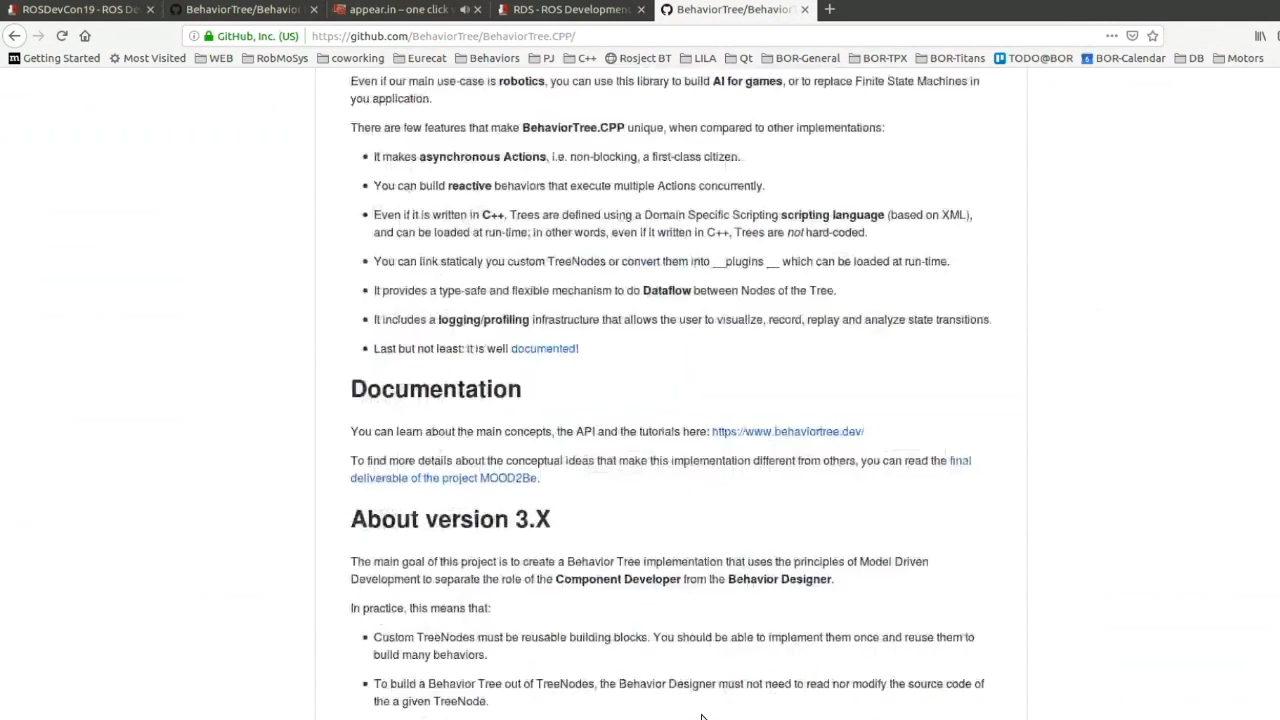 ROSDevCon19 - ROS De
BehaviorTree/Behavior
appear.in – one click v
RDS - ROS Developmen
BehaviorTree/Behavior
GitHub, Inc. (US)
https://github.com/BehaviorTree/BehaviorTree.CPP/
Getting Started
Most Visited
WEB
RobMoSys
coworking
Eurecat
Behaviors
PJ
C++
Rosject BT
LILA
Qt
BOR-General
BOR-TPX
BOR-Titans
TODO@BOR
BOR-Calendar
DB
Motors
Even if our main use-case is robotics, you can use this library to build AI for games, or to replace Finite State Machines in
you application.
There are few features that make BehaviorTree.CPP unique, when compared to other implementations:
It makes asynchronous Actions, i.e. non-blocking, a first-class citizen.
You can build reactive behaviors that execute multiple Actions concurrently.
Even if it is written in C++, Trees are defined using a Domain Specific Scripting scripting language (based on XML),
and can be loaded at run-time; in other words, even if it written in C++, Trees are not hard-coded.
You can link staticaly you custom TreeNodes or convert them into __plugins __ which can be loaded at run-time.
It provides a type-safe and flexible mechanism to do Dataflow between Nodes of the Tree.
It includes a logging/profiling infrastructure that allows the user to visualize, record, replay and analyze state transitions.
Last but not least: it is well documented!
Documentation
You can learn about the main concepts, the API and the tutorials here: https://www.behaviortree.dev/
To find more details about the conceptual ideas that make this implementation different from others, you can read the final
deliverable of the project MOOD2Be.
About version 3.X
The main goal of this project is to create a Behavior Tree implementation that uses the principles of Model Driven
Development to separate the role of the Component Developer from the Behavior Designer.
In practice, this means that:
Custom TreeNodes must be reusable building blocks. You should be able to implement them once and reuse them to
build many behaviors.
To build a Behavior Tree out of TreeNodes, the Behavior Designer must not need to read nor modify the source code of
the a given TreeNode.